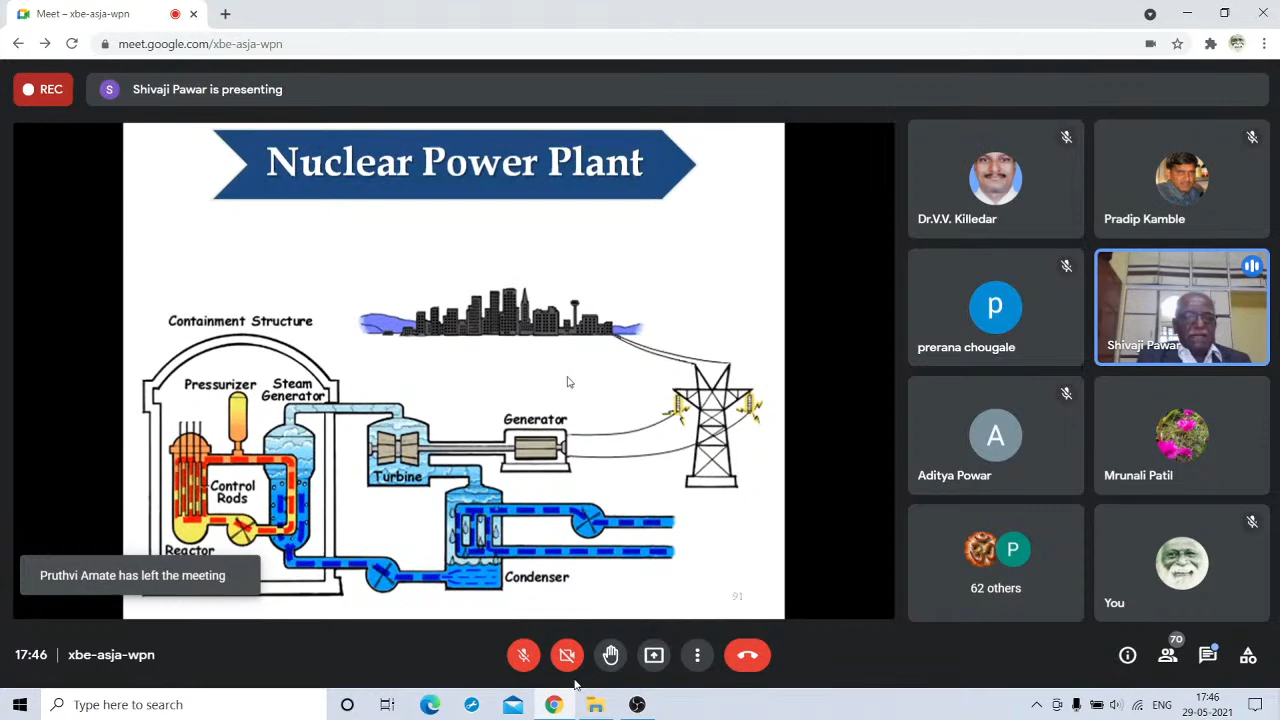 Meet – xbe-asja-wpn
meet.google.com/xbe-asja-wpn
REC
S
Shivaji Pawar is presenting
Nuclear Power Plant
Containment Structure
Pressurizer
Steam
Generator
Control
Rods
Reactor
Turbine
Generator
Condenser
91
Pruthvi Amate has left the meeting
Dr.V.V. Killedar
Pradip Kamble
p
prerana chougale
Shivaji Pawar
A
Aditya Powar
Mrunali Patil
P
62 others
You
17:46
xbe-asja-wpn
70
Type here to search
ENG
17:46
29-05-2021